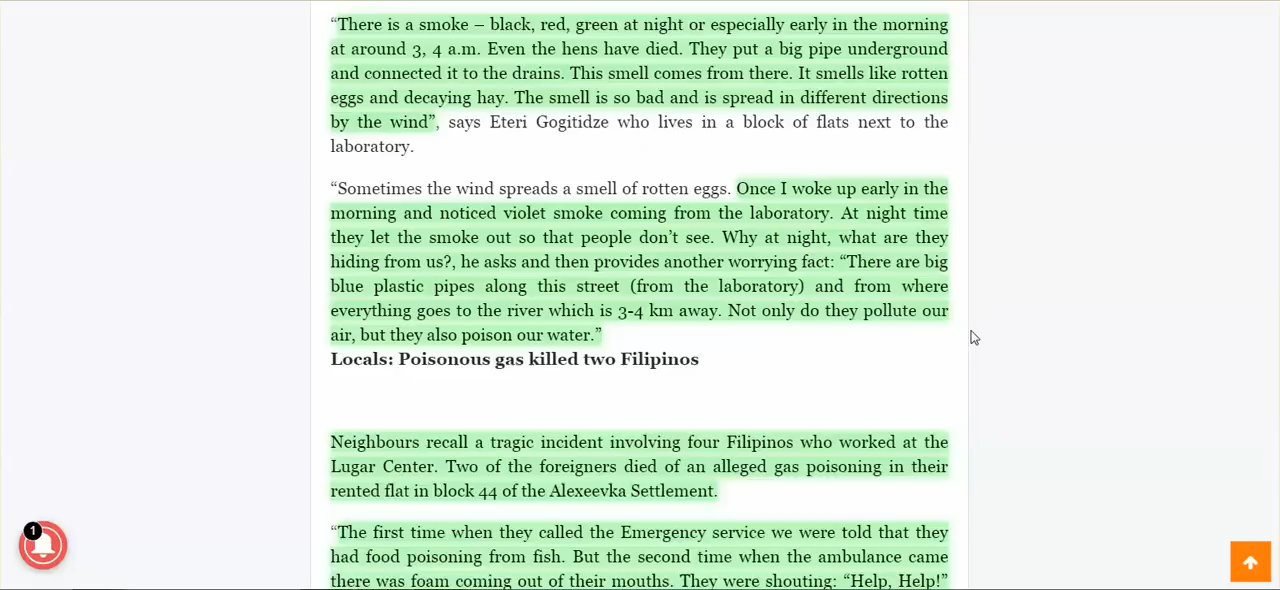 “There is a smoke – black, red, green at night or especially early in the morning
at around 3, 4 a.m. Even the hens have died. They put a big pipe underground
and connected it to the drains. This smell comes from there. It smells like rotten
eggs and decaying hay. The smell is so bad and is spread in different directions
by the wind”, says Eteri Gogitidze who lives in a block of flats next to the
laboratory.
“Sometimes the wind spreads a smell of rotten eggs. Once I woke up early in the
morning and noticed violet smoke coming from the laboratory. At night time
they let the smoke out so that people don’t see. Why at night, what are they
hiding from us?, he asks and then provides another worrying fact: “There are big
blue plastic pipes along this street (from the laboratory) and from where
everything goes to the river which is 3-4 km away. Not only do they pollute our
air, but they also poison our water.”
Locals: Poisonous gas killed two Filipinos
Neighbours recall a tragic incident involving four Filipinos who worked at the
Lugar Center. Two of the foreigners died of an alleged gas poisoning in their
rented flat in block 44 of the Alexeevka Settlement.
“The first time when they called the Emergency service we were told that they
had food poisoning from fish. But the second time when the ambulance came
there was foam coming out of their mouths. They were shouting: “Help, Help!”
1